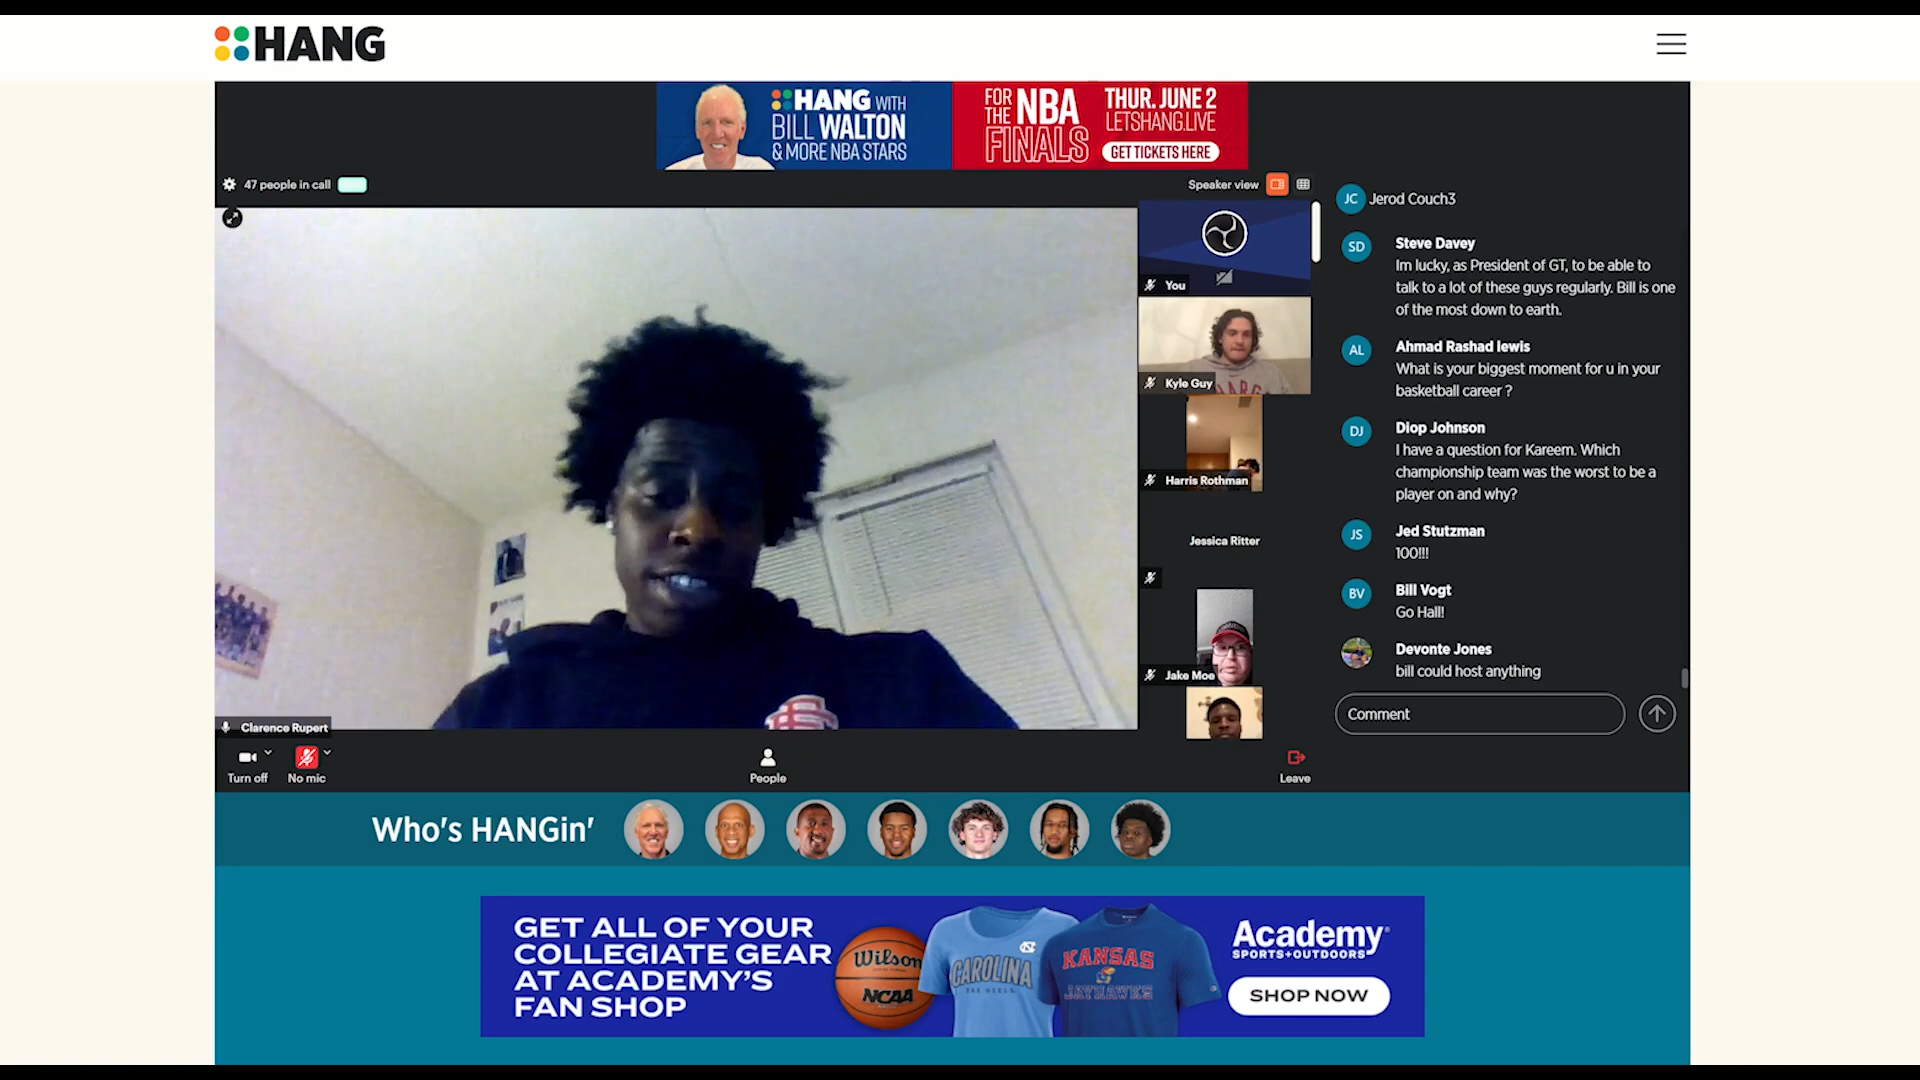 HANG
HANG WITH
BILL WALTON
& MORE NBA STARS
FOR
THE NBA
FINALS
THUR. JUNE 2
LETSHANG.LIVE
GET TICKETS HERE
47 people in call
Speaker view
You
Kyle Guy
Harris Rothman
Jessica Ritter
Jake Moe
Clarence Rupert
Turn off
No mic
People
Leave
JC Jerod Couch3
SD Steve Davey
Im lucky, as President of GT, to be able to
talk to a lot of these guys regularly. Bill is one
of the most down to earth.
AL Ahmad Rashad lewis
What is your biggest moment for u in your
basketball career ?
DJ Diop Johnson
I have a question for Kareem. Which
championship team was the worst to be a
player on and why?
JS Jed Stutzman
100!!!
BV Bill Vogt
Go Hall!
Devonte Jones
bill could host anything
Comment
Who's HANGin'
GET ALL OF YOUR
COLLEGIATE GEAR
AT ACADEMY'S
FAN SHOP
Wilson
NCAA
CAROLINA
TAR HEELS
KANSAS
JAYHAWKS
Academy
SPORTS+OUTDOORS
SHOP NOW